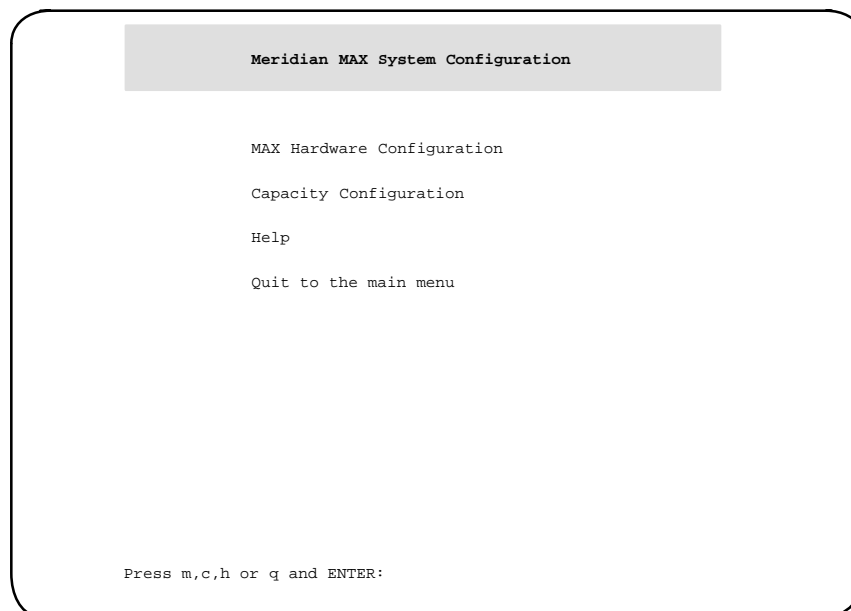 Meridian MAX System Configuration
MAX Hardware Configuration
Capacity Configuration
Help
Quit to the main menu
Press m,c,h or q and ENTER: